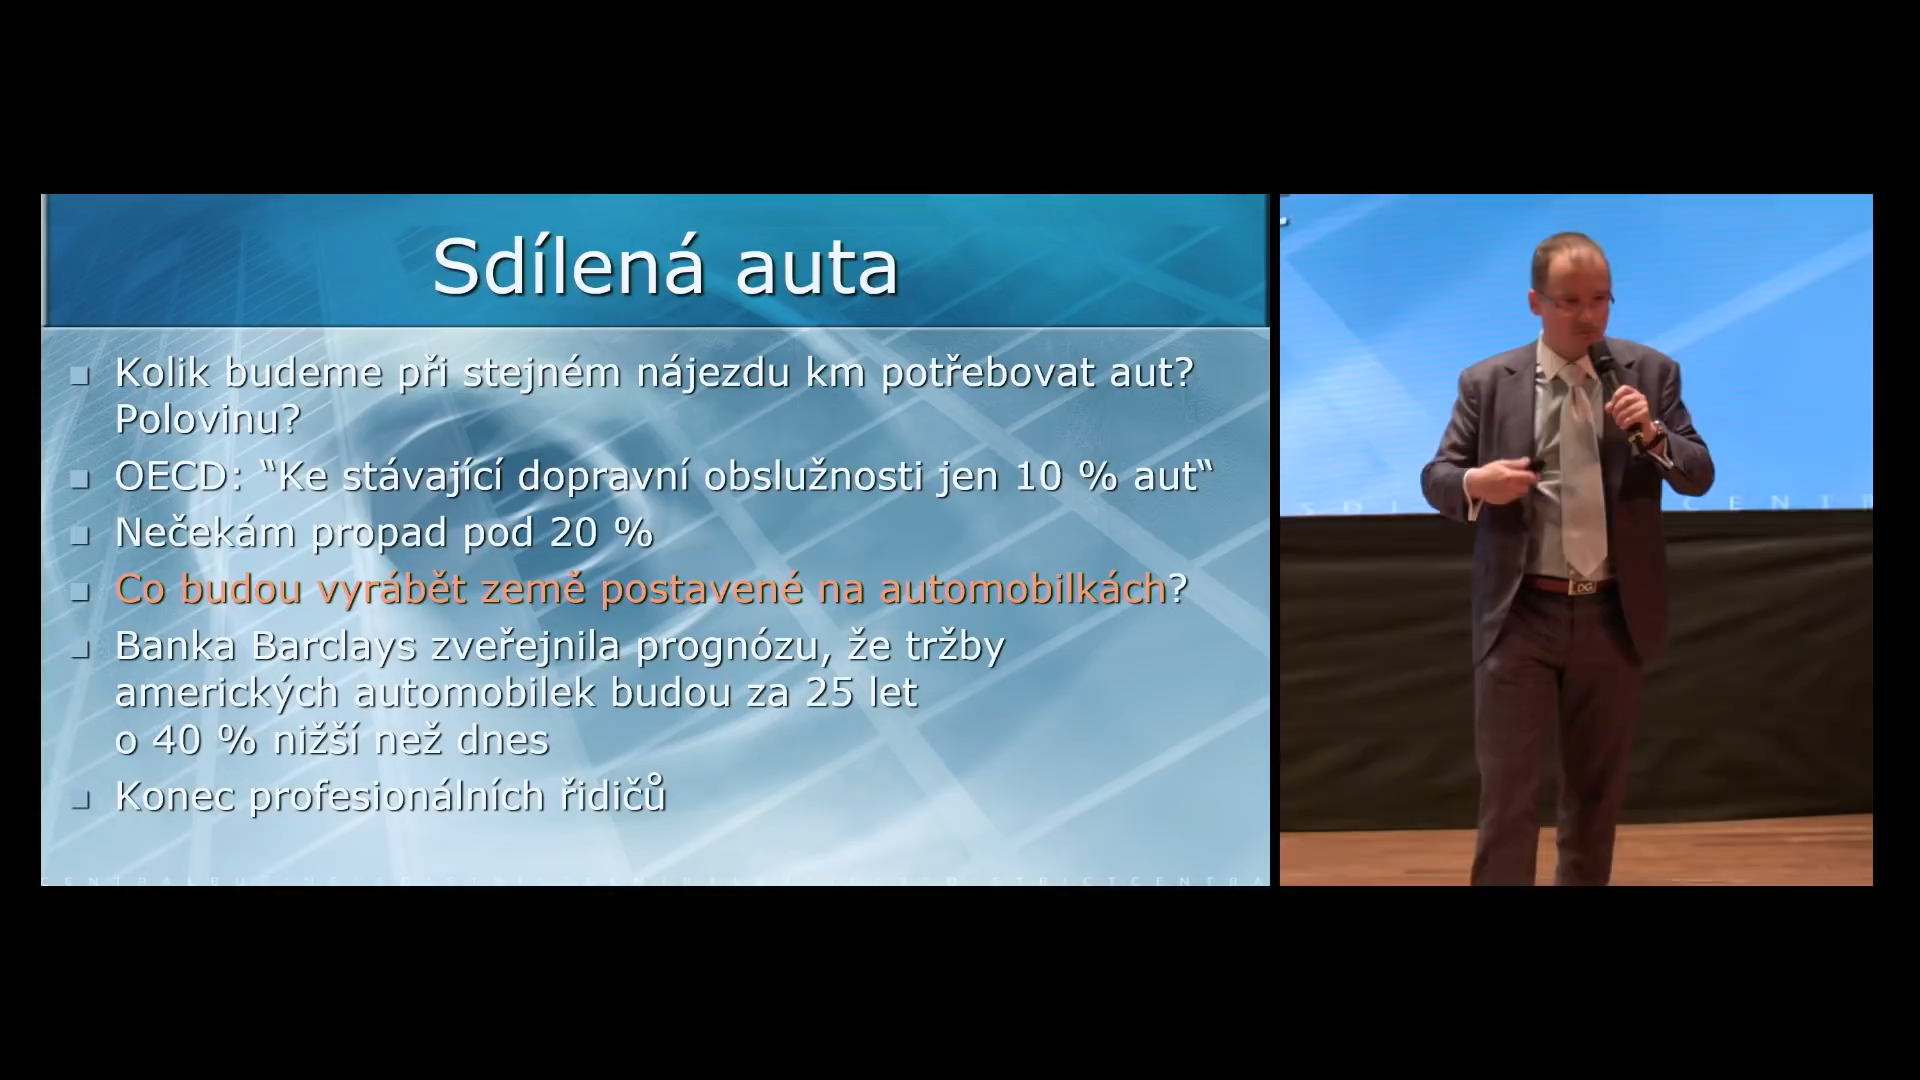 Sdílená auta
Kolik budeme při stejném nájezdu km potřebovat aut?
Polovinu?
OECD: “Ke stávající dopravní obslužnosti jen 10 % aut“
Nečekám propad pod 20 %
Co budou vyrábět země postavené na automobilkách?
Banka Barclays zveřejnila prognózu, že tržby
amerických automobilek budou za 25 let
o 40 % nižší než dnes
Konec profesionálních řidičů
DG